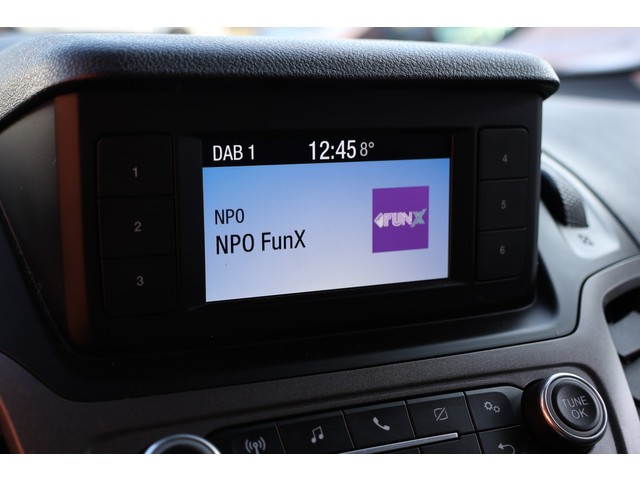 DAB 1 12:45 8°
NPO
NPO FunX
FUNX
1
2
3
4
5
6
TUNE
OK